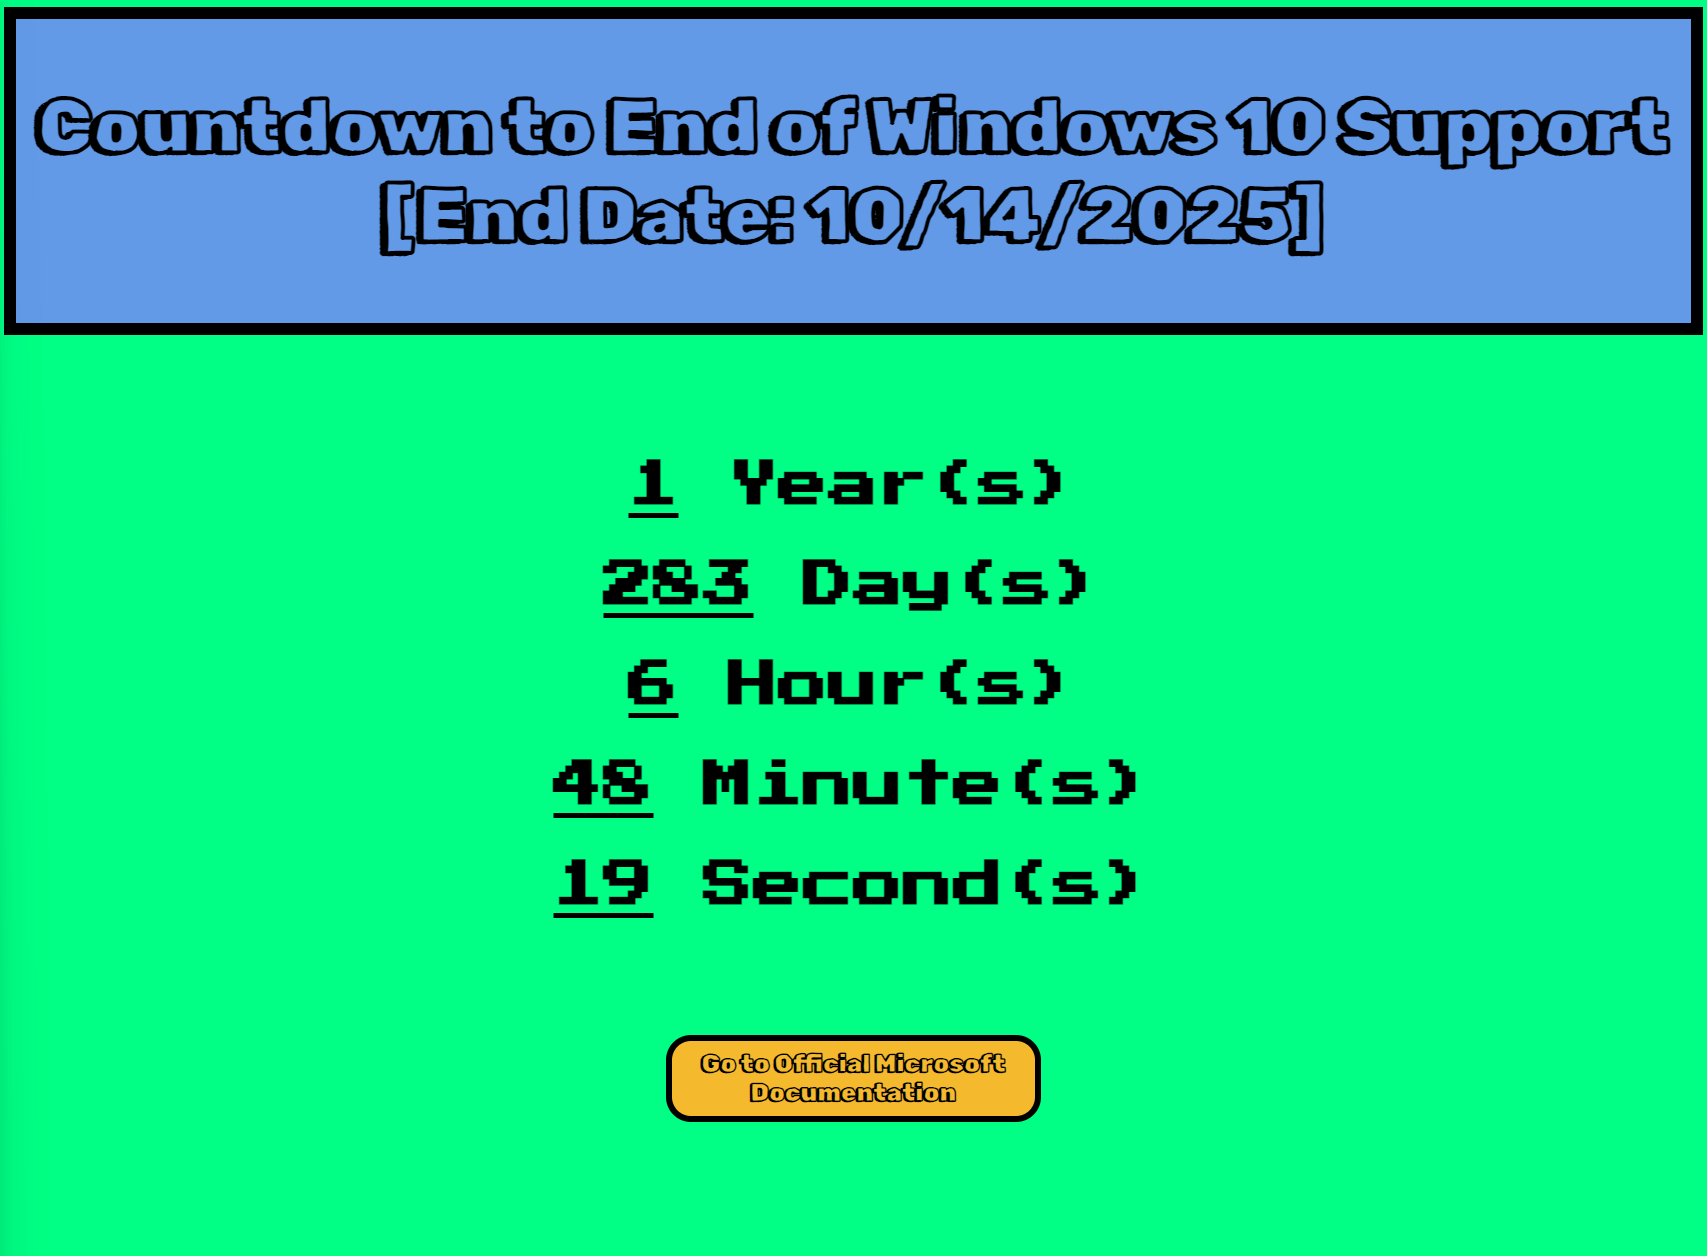 Countdown to End of Windows 10 Support
[End Date: 10/14/2025]
1 Year(s)
283 Day(s)
6 Hour(s)
48 Minute(s)
19 Second(s)
Go to Official Microsoft
Documentation